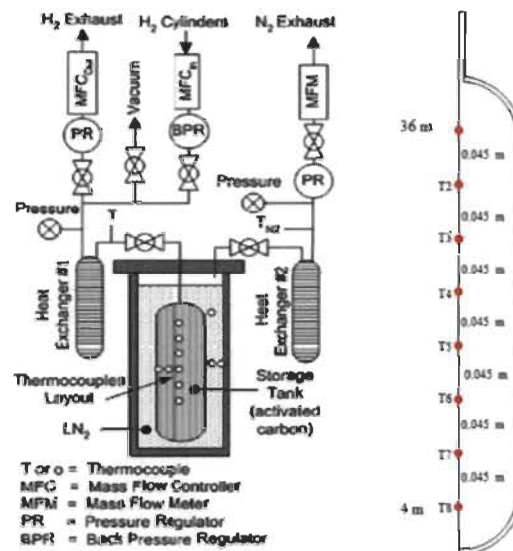 H2 Exhaust
H2 Cylinders
N2 Exhaust
MFCOut
Vacuum
MFCin
MFM
PR
BPR
PR
Pressure
Pressure
T
TN2
Heat
Exchanger #1
Heat
Exchanger #2
Thermocouples
Layout
Storage
Tank
(activated
carbon)
LN2
T or o = Thermocouple
MFC = Mass Flow Controller
MFM = Mass Flow Meter
PR = Pressure Regulator
BPR = Back Pressure Regulator
36 m
0.045 m
T2
0.045 m
T3
0.045 m
T4
0.045 m
T5
0.045 m
T6
0.045 m
T7
0.045 m
4 m
T8